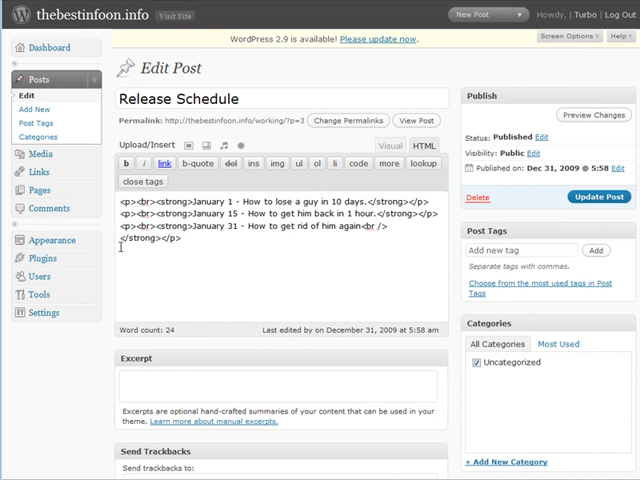 thebestinfoon.info Visit Site New Post Howdy, Turbo | Log Out
WordPress 2.9 is available! Please update now. Screen Options Help
Dashboard
Posts
Edit
Add New
Post Tags
Categories
Media
Links
Pages
Comments
Appearance
Plugins
Users
Tools
Settings
Edit Post
Release Schedule
Permalink: http://thebestinfoon.info/working/?p=3 Change Permalinks View Post
Upload/Insert Visual HTML
b i link b-quote del ins img ul ol li code more lookup
close tags
<p><br><strong>January 1 - How to lose a guy in 10 days.</strong></p>
<p><br><strong>January 15 - How to get him back in 1 hour.</strong></p>
<p><br><strong>January 31 - How to get rid of him again<br />
</strong></p>
Word count: 24 Last edited by on December 31, 2009 at 5:58 am
Excerpt
Excerpts are optional hand-crafted summaries of your content that can be used in your
theme. Learn more about manual excerpts.
Send Trackbacks
Send trackbacks to:
Publish
Preview Changes
Status: Published Edit
Visibility: Public Edit
Published on: Dec 31, 2009 @ 5:58 Edit
Delete Update Post
Post Tags
Add new tag Add
Separate tags with commas.
Choose from the most used tags in Post
Tags
Categories
All Categories Most Used
Uncategorized
+ Add New Category